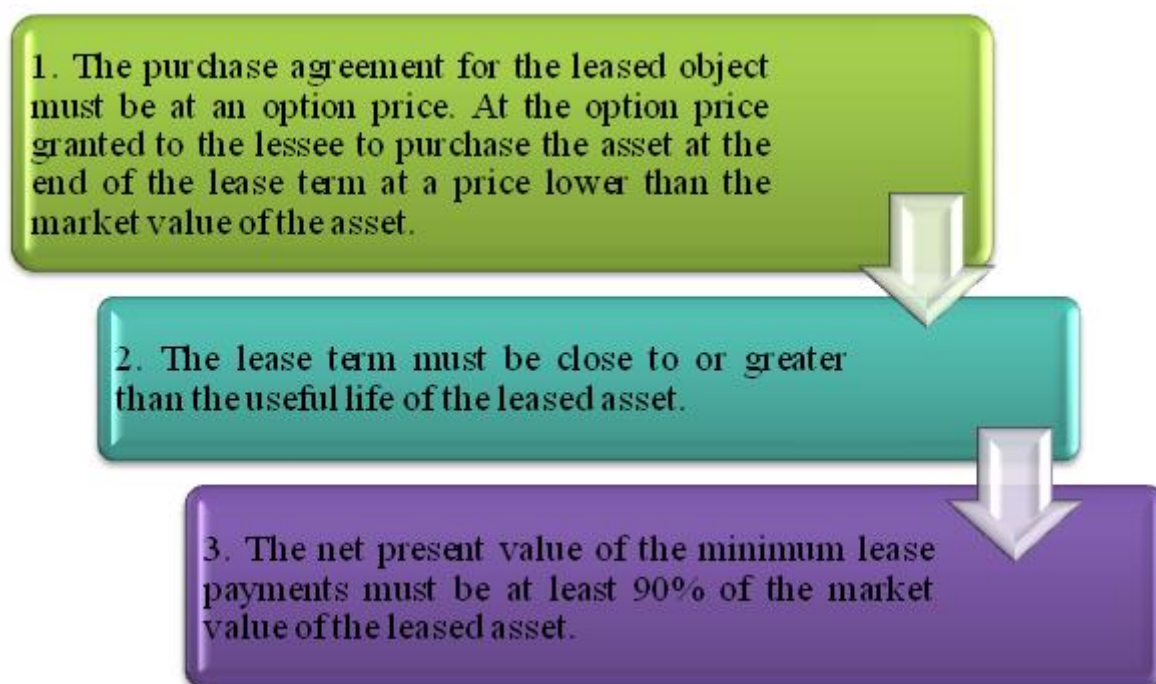 1. The purchase agreement for the leased object
must be at an option price. At the option price
granted to the lessee to purchase the asset at the
end of the lease term at a price lower than the
market value of the asset.
2. The lease term must be close to or greater
than the useful life of the leased asset.
3. The net present value of the minimum lease
payments must be at least 90% of the market
value of the leased asset.